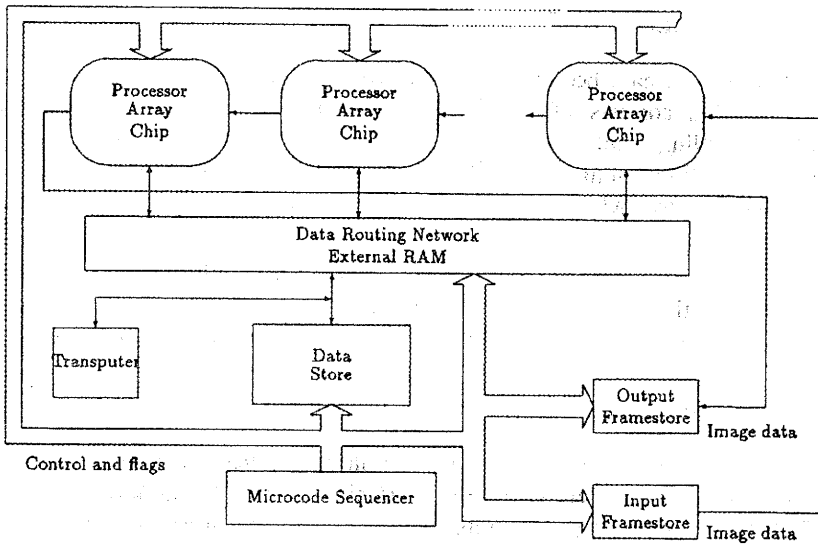 Processor
Array
Chip
Processor
Array
Chip
Processor
Array
Chip
Data Routing Network
External RAM
Transputer
Data
Store
Output
Framestore
Image data
Control and flags
Microcode Sequencer
Input
Framestore
Image data